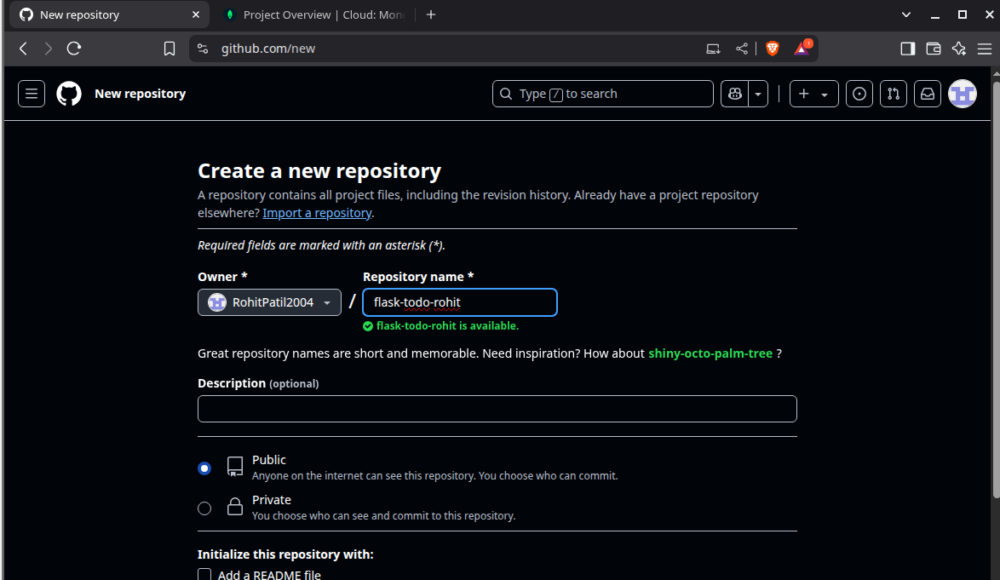 New repository
Project Overview | Cloud: Mon
github.com/new
1
New repository
Type / to search
Create a new repository
A repository contains all project files, including the revision history. Already have a project repository
elsewhere? Import a repository.
Required fields are marked with an asterisk (*).
Owner * Repository name *
RohitPatil2004 / flask-todo-rohit
flask-todo-rohit is available.
Great repository names are short and memorable. Need inspiration? How about shiny-octo-palm-tree ?
Description (optional)
Public
Anyone on the internet can see this repository. You choose who can commit.
Private
You choose who can see and commit to this repository.
Initialize this repository with:
Add a README file